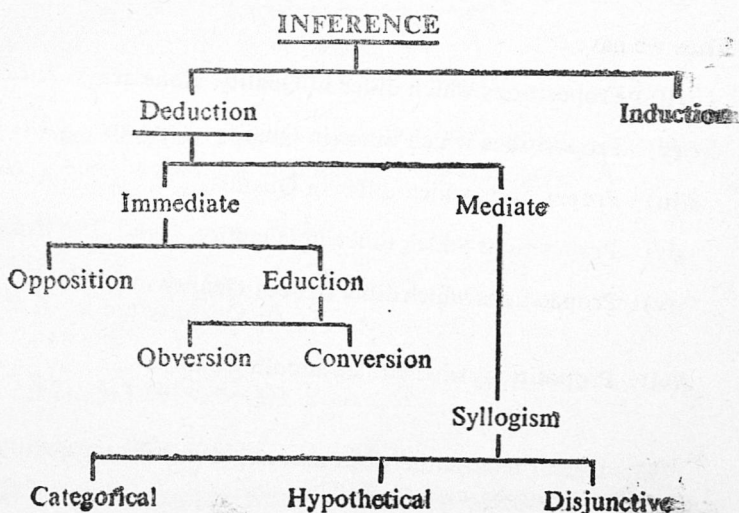 INFERENCE
Deduction Induction
Immediate Mediate
Opposition Eduction
Obversion Conversion
Syllogism
Categorical Hypothetical Disjunctive